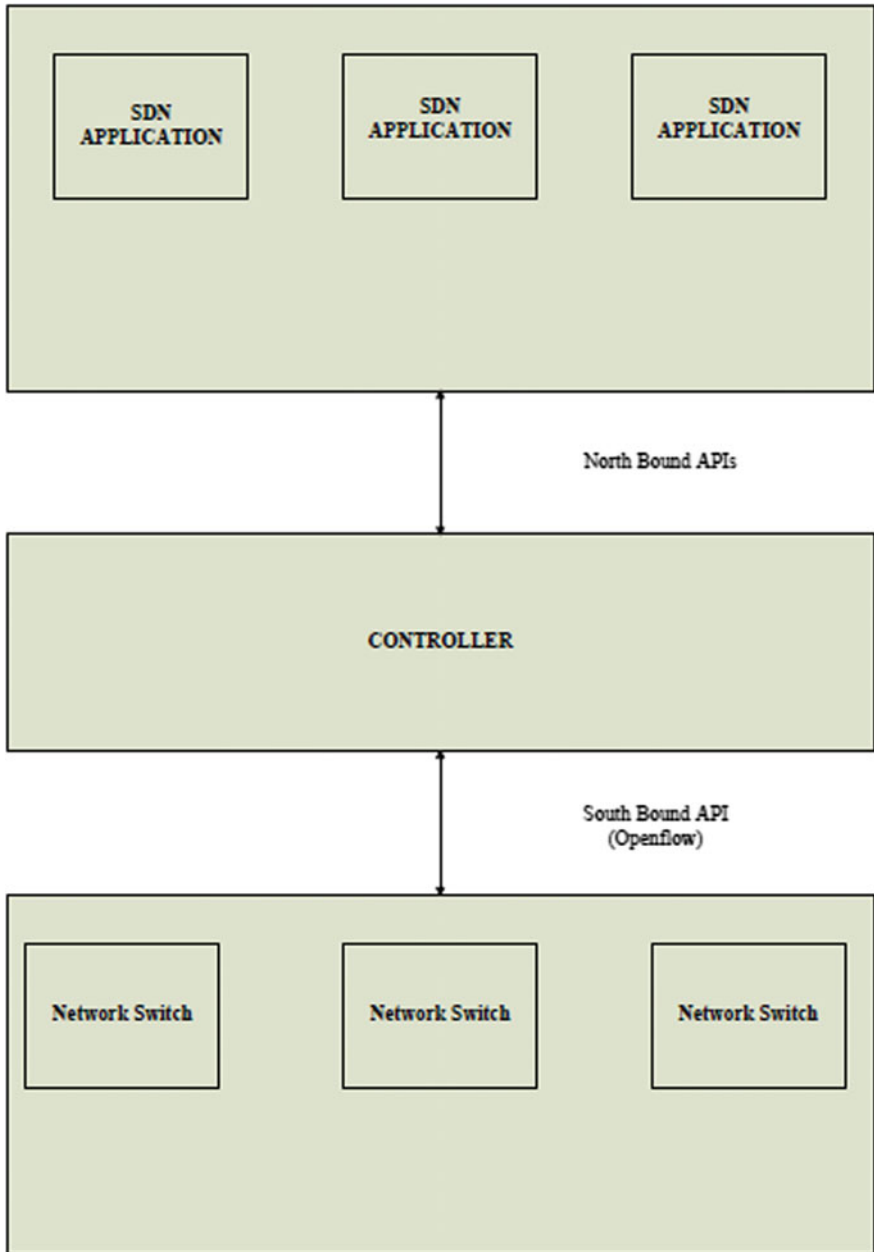 SDN
APPLICATION
SDN
APPLICATION
SDN
APPLICATION
North Bound APIs
CONTROLLER
South Bound API
(Openflow)
Network Switch
Network Switch
Network Switch